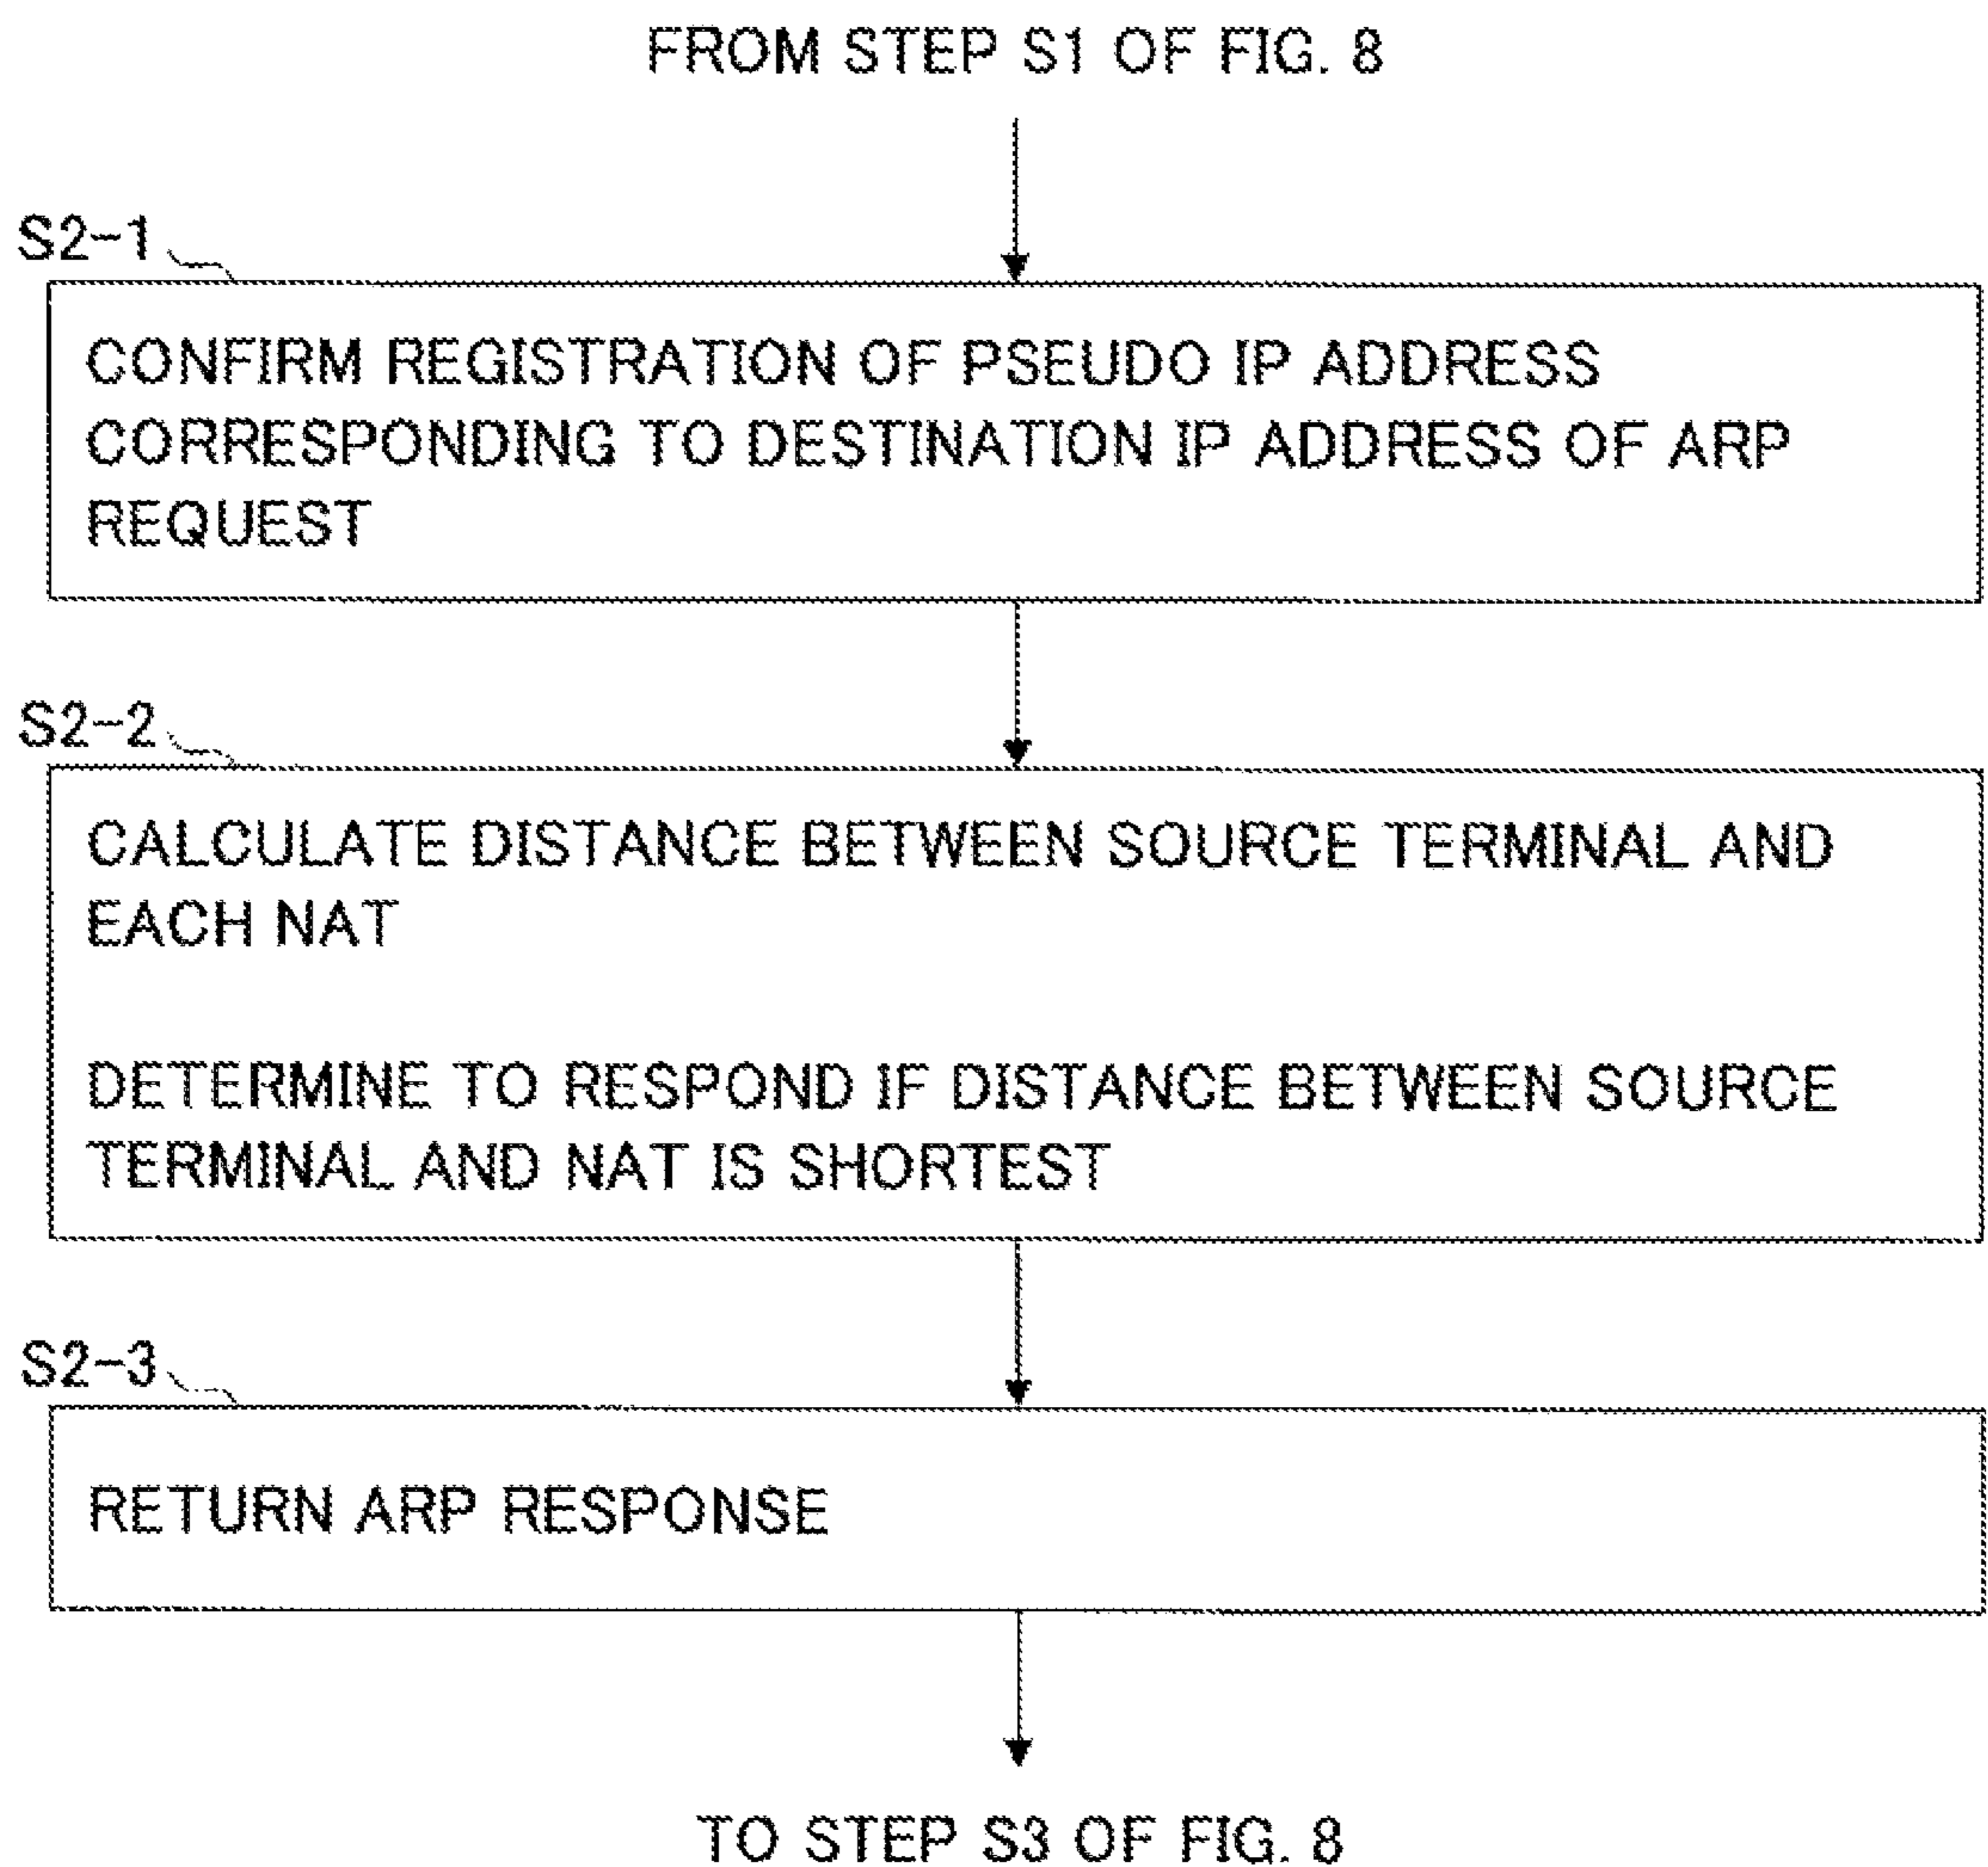 FROM STEP S1 OF FIG. 8
S2-1
CONFIRM REGISTRATION OF PSEUDO IP ADDRESS
CORRESPONDING TO DESTINATION IP ADDRESS OF ARP
REQUEST
S2-2
CALCULATE DISTANCE BETWEEN SOURCE TERMINAL AND
EACH NAT
DETERMINE TO RESPOND IF DISTANCE BETWEEN SOURCE
TERMINAL AND NAT IS SHORTEST
S2-3
RETURN ARP RESPONSE
TO STEP S3 OF FIG. 8